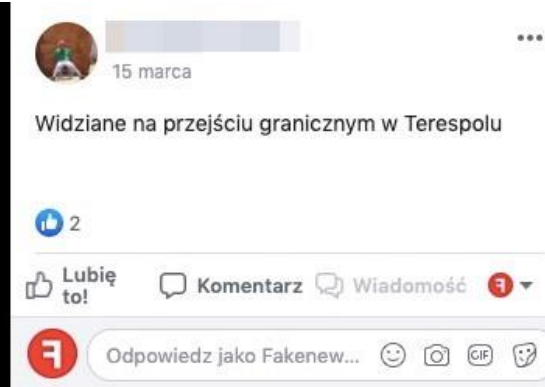 15 marca
Widziane na przejściu granicznym w Terespolu
2
Lubię
to!
Komentarz
Wiadomość
Odpowiedz jako Fakenew...
GIF